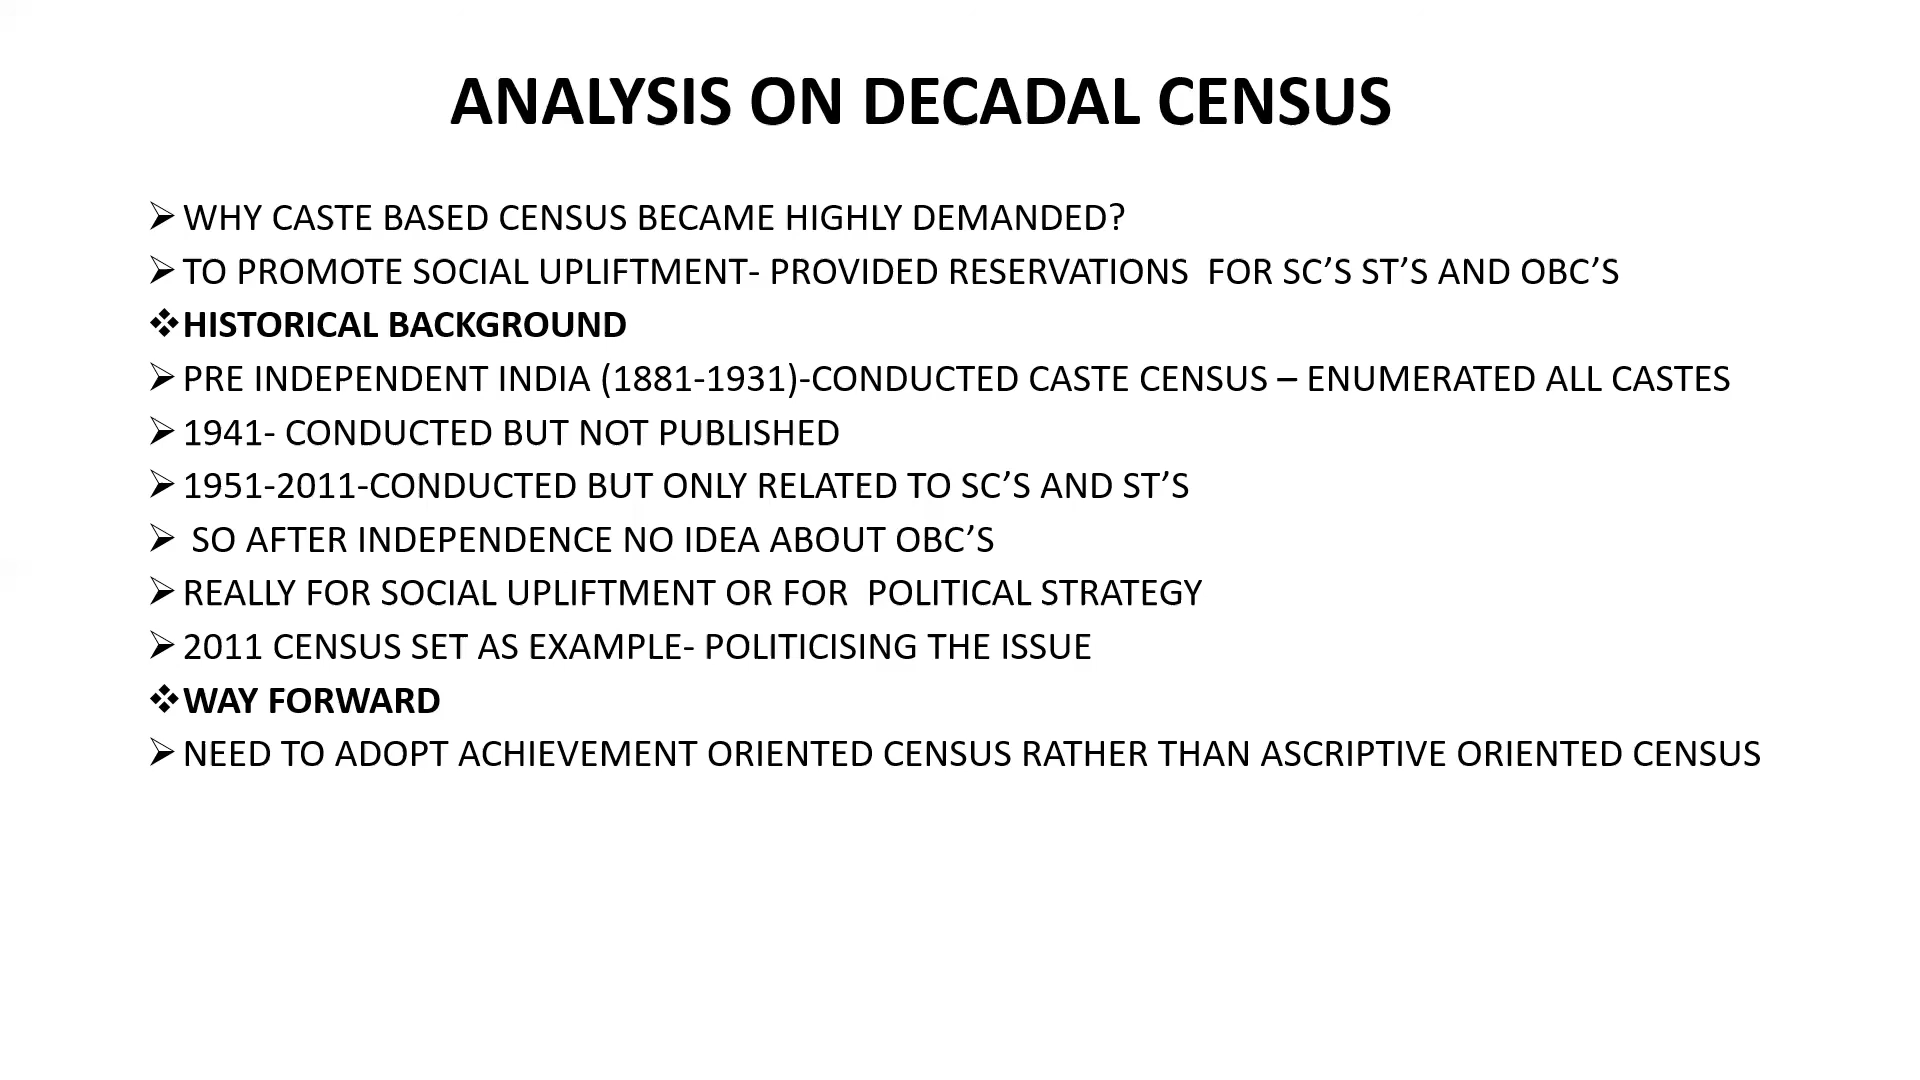 ANALYSIS ON DECADAL CENSUS
➢WHY CASTE BASED CENSUS BECAME HIGHLY DEMANDED?
➢TO PROMOTE SOCIAL UPLIFTMENT- PROVIDED RESERVATIONS  FOR SC’S ST’S AND OBC’S
❖HISTORICAL BACKGROUND
➢PRE INDEPENDENT INDIA (1881-1931)-CONDUCTED CASTE CENSUS – ENUMERATED ALL CASTES
➢1941- CONDUCTED BUT NOT PUBLISHED
➢1951-2011-CONDUCTED BUT ONLY RELATED TO SC’S AND ST’S
➢ SO AFTER INDEPENDENCE NO IDEA ABOUT OBC’S
➢REALLY FOR SOCIAL UPLIFTMENT OR FOR  POLITICAL STRATEGY
➢2011 CENSUS SET AS EXAMPLE- POLITICISING THE ISSUE
❖WAY FORWARD
➢NEED TO ADOPT ACHIEVEMENT ORIENTED CENSUS RATHER THAN ASCRIPTIVE ORIENTED CENSUS